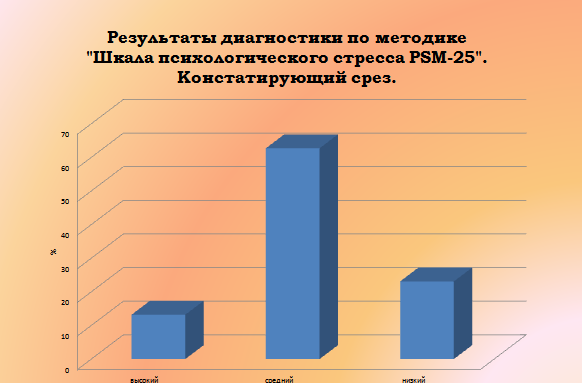 Результаты диагностики по методике
"Шкала психологического стресса PSM-25".
Констатирующий срез.
70
60
50
40
30
20
10
0
%
высокий средний низкий